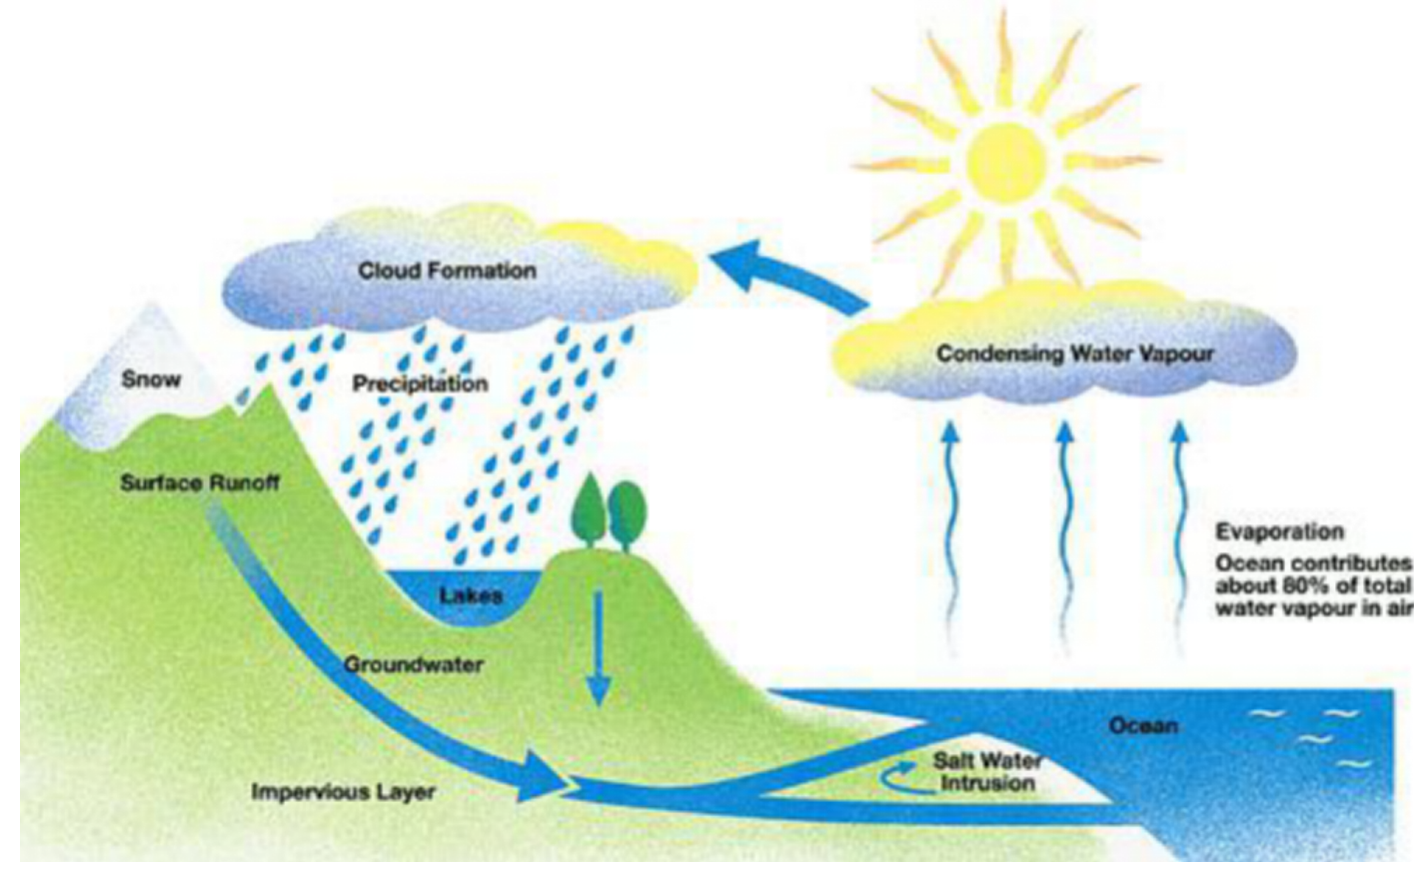 Cloud Formation
Condensing Water Vapour
Snow
Precipitation
Surface Runoff
Evaporation
Ocean contributes
about 80% of total
water vapour in air
Lakes
Groundwater
Ocean
Salt Water
Intrusion
Impervious Layer